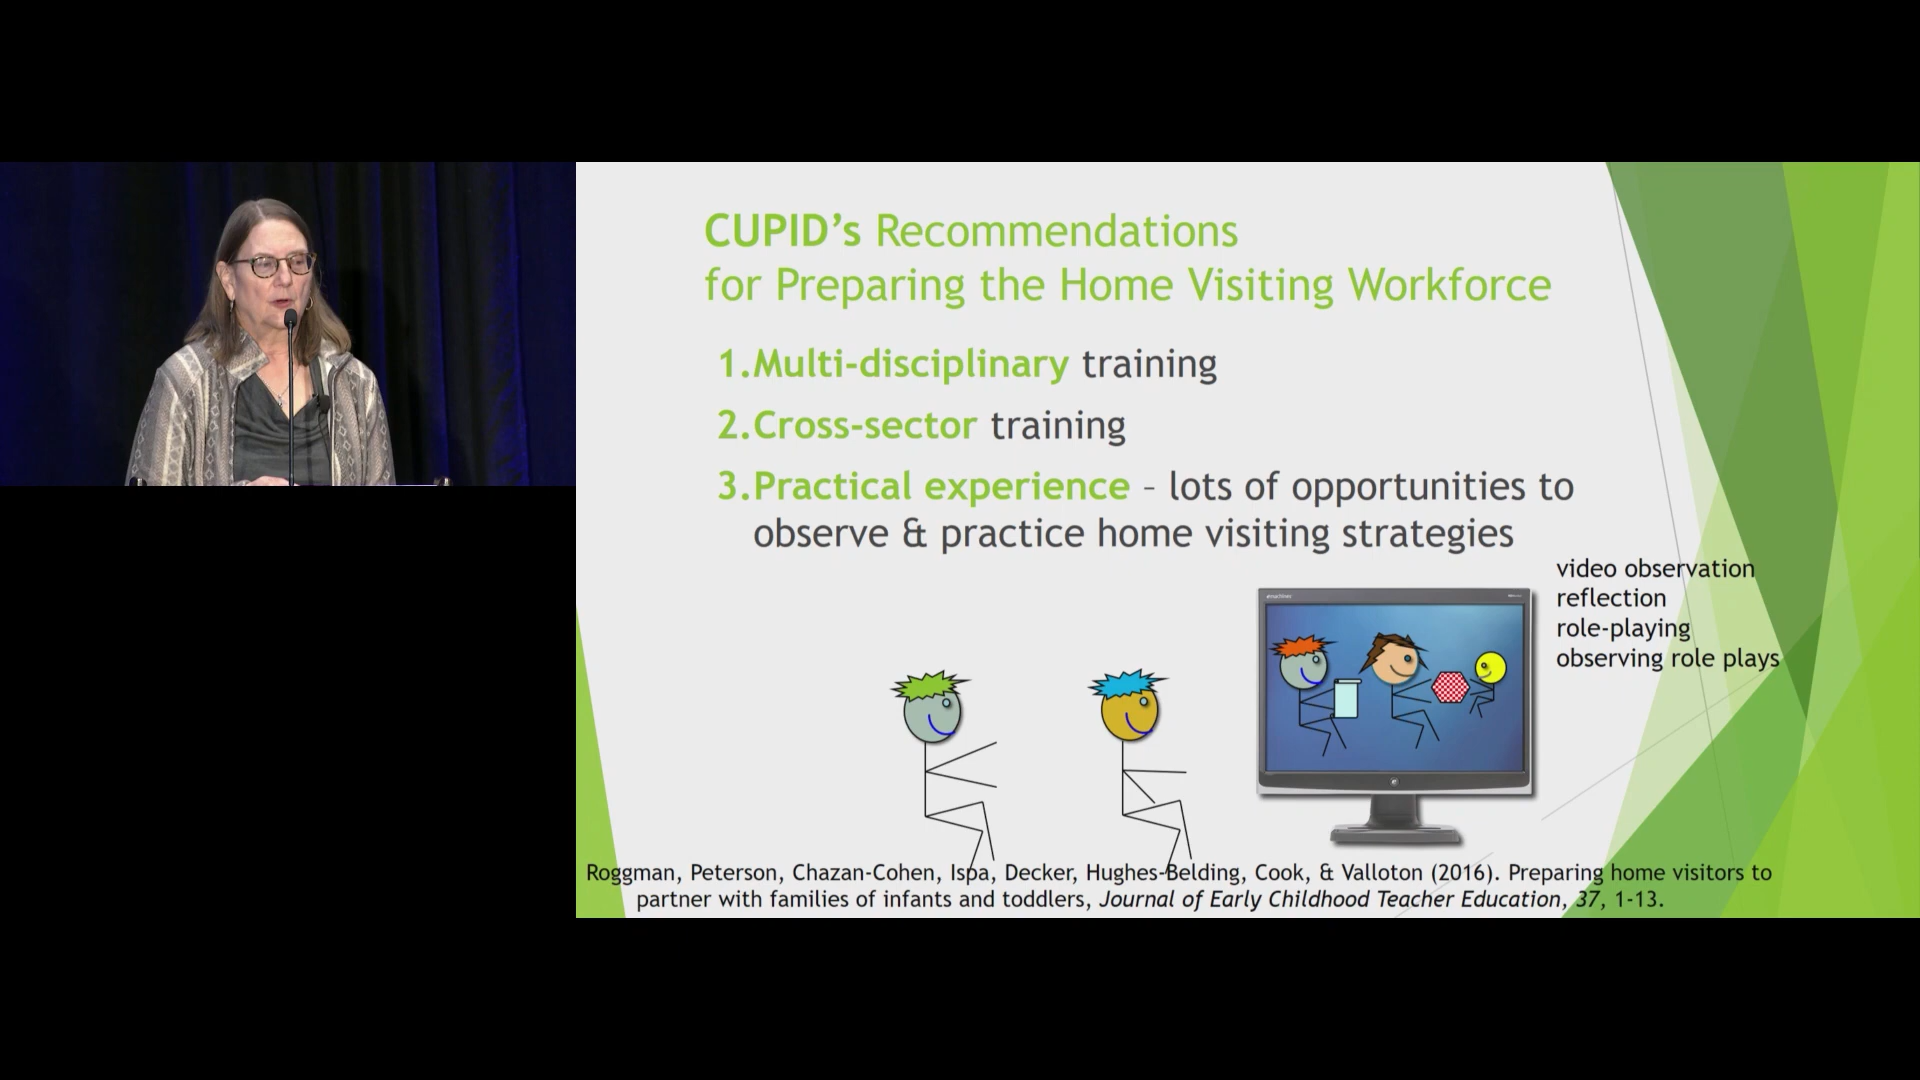 CUPID's Recommendations
for Preparing the Home Visiting Workforce
1.Multi-disciplinary training
2.Cross-sector training
3.Practical experience – lots of opportunities to
observe & practice home visiting strategies
video observation
reflection
role-playing
observing role plays
Roggman, Peterson, Chazan-Cohen, Ispa, Decker, Hughes-Belding, Cook, & Valloton (2016). Preparing home visitors to
partner with families of infants and toddlers, Journal of Early Childhood Teacher Education, 37, 1-13.